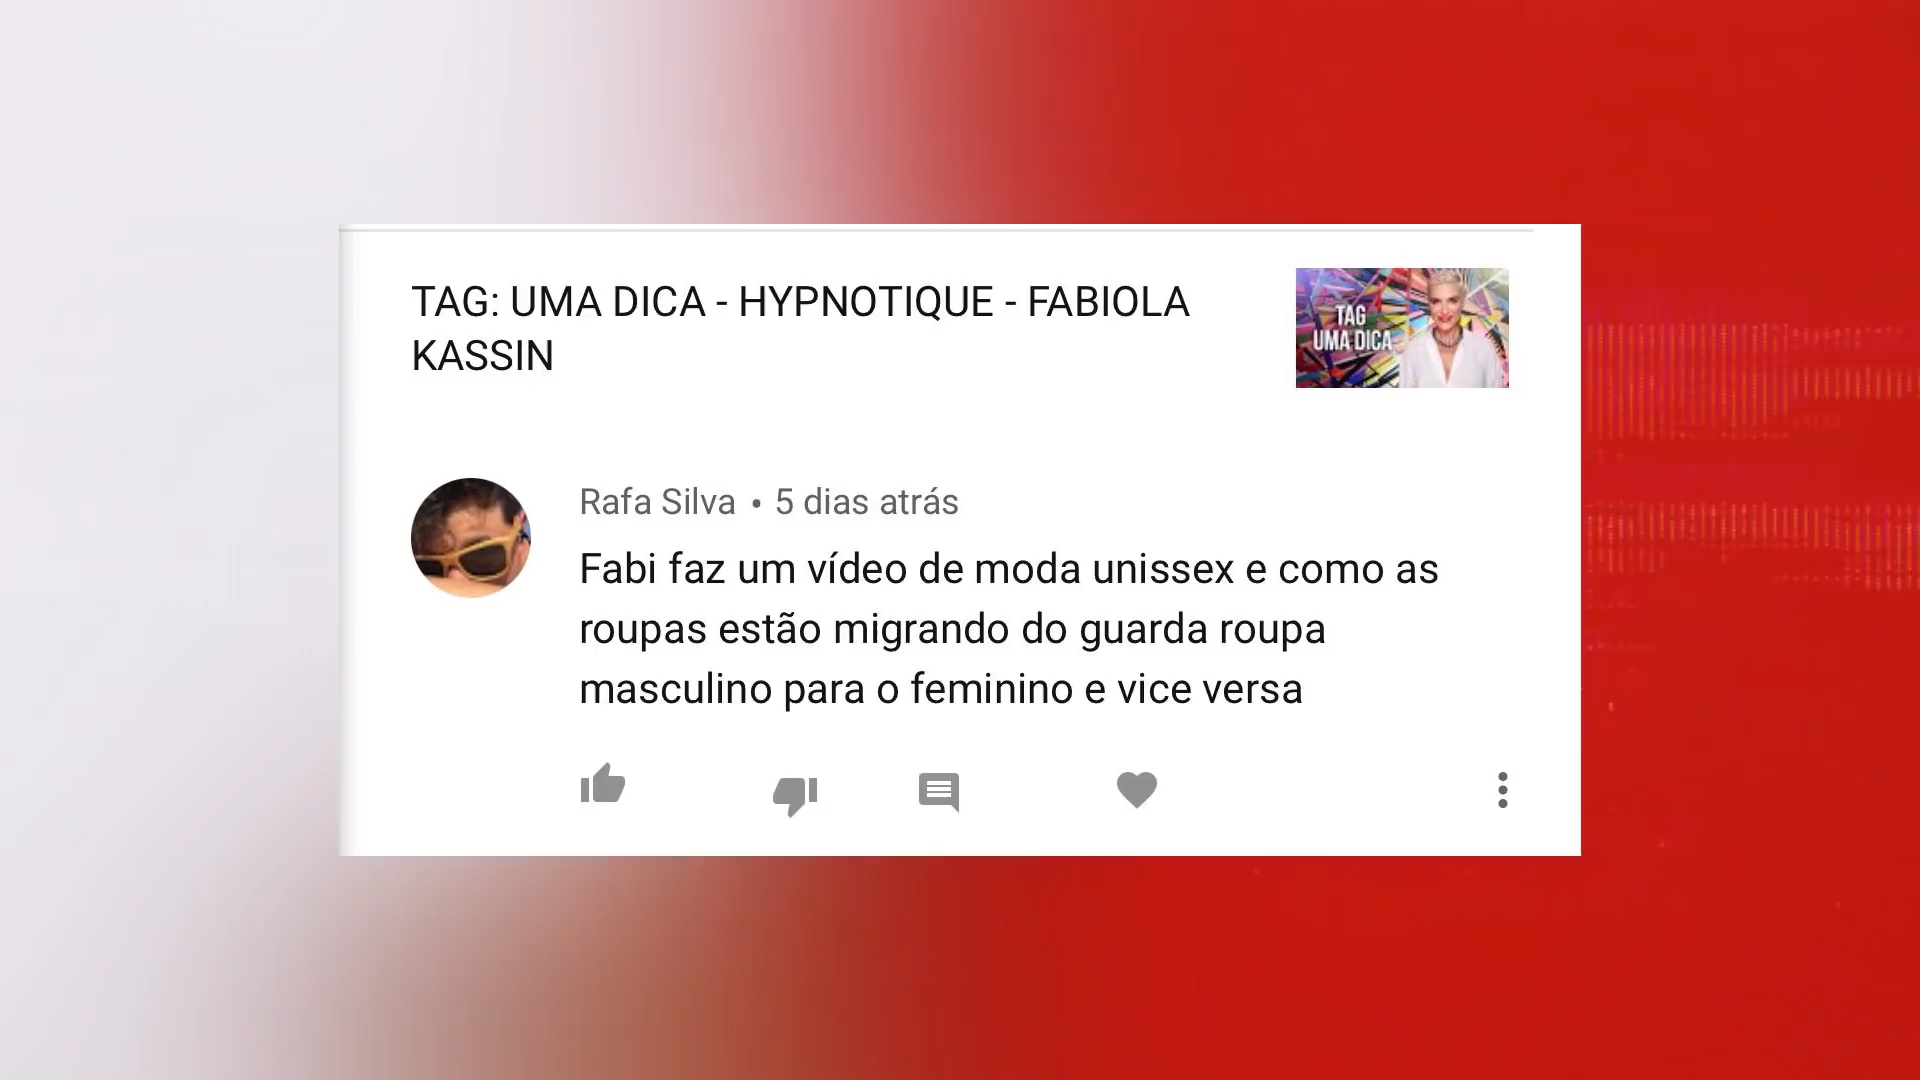 TAG: UMA DICA - HYPNOTIQUE - FABIOLA
KASSIN
TAG
UMA DICA
Rafa Silva • 5 dias atrás
Fabi faz um vídeo de moda unissex e como as
roupas estão migrando do guarda roupa
masculino para o feminino e vice versa